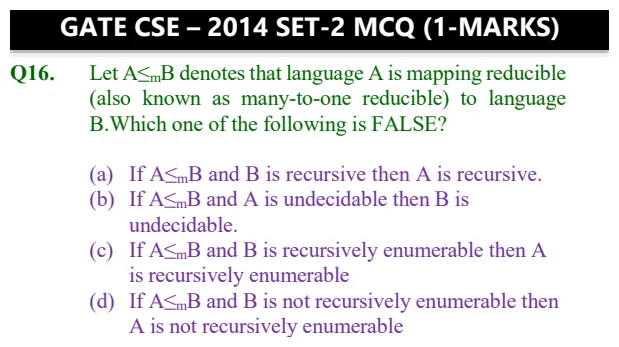 GATE CSE – 2014 SET-2 MCQ (1-MARKS)
Q16. Let A≤mB denotes that language A is mapping reducible
(also known as many-to-one reducible) to language
B.Which one of the following is FALSE?
(a) If A≤mB and B is recursive then A is recursive.
(b) If A≤mB and A is undecidable then B is
undecidable.
(c) If A≤mB and B is recursively enumerable then A
is recursively enumerable
(d) If A≤mB and B is not recursively enumerable then
A is not recursively enumerable